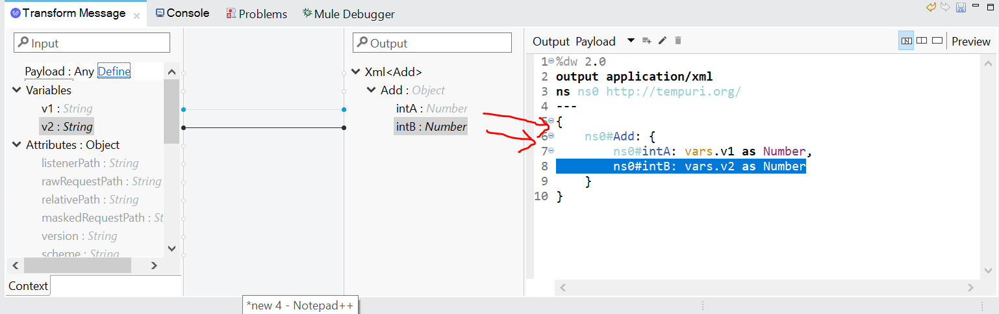 Transform Message
Console
Problems
Mule Debugger
Input
Payload : Any Define
Variables
v1 : String
v2 : String
Attributes : Object
listenerPath : String
rawRequestPath : String
relativePath : String
maskedRequestPath : St
version : String
scheme : String
Context
Output
Xml<Add>
Add : Object
intA : Number
intB : Number
Output Payload
Preview
1 %dw 2.0
2 output application/xml
3 ns ns0 http://tempuri.org/
4 ---
5 {
6 ns0#Add: {
7 ns0#intA: vars.v1 as Number,
8 ns0#intB: vars.v2 as Number
9 }
10 }
*new 4 - Notepad++